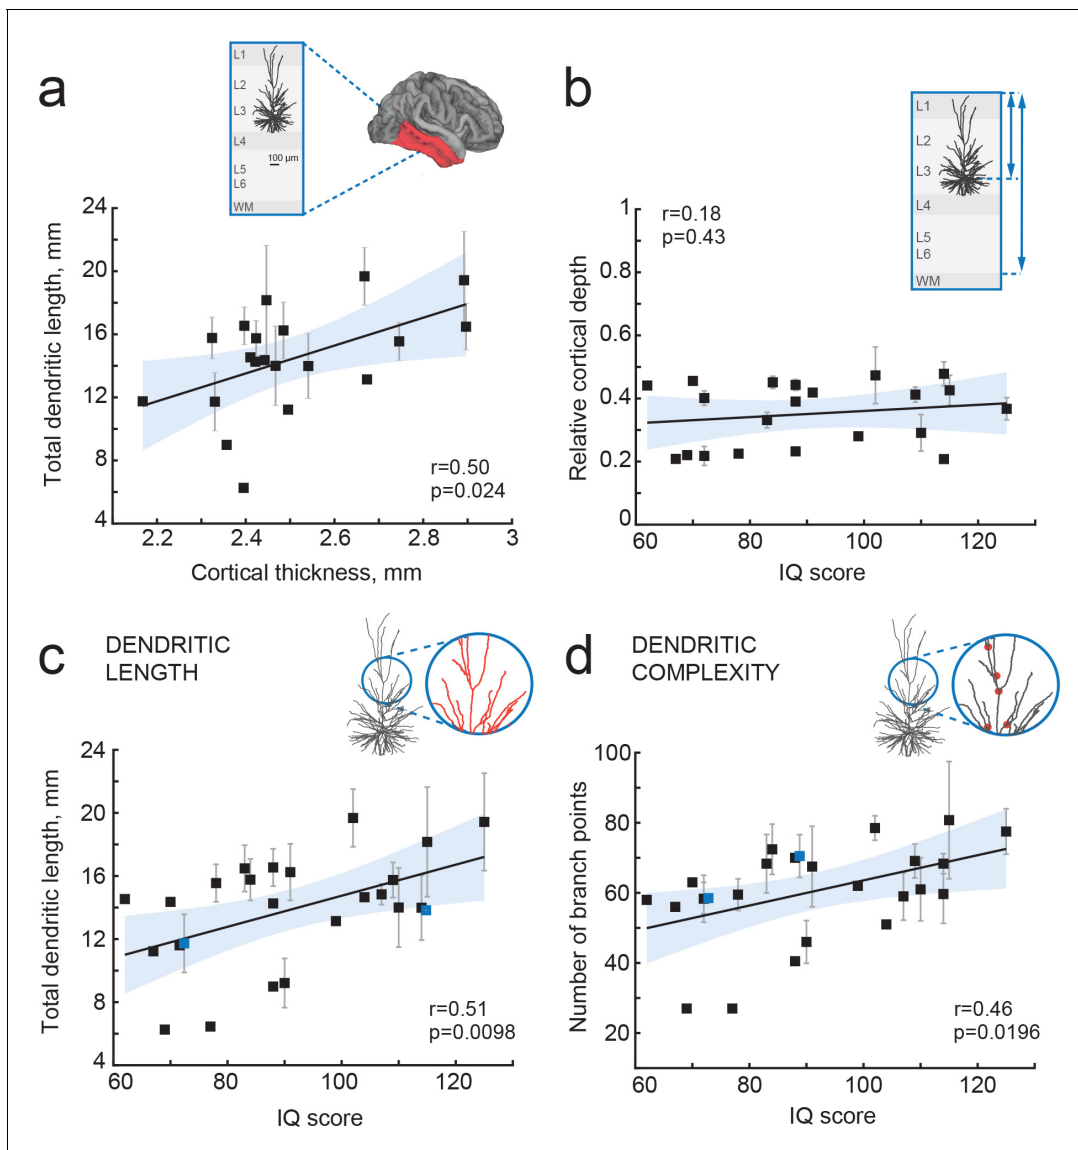 a
L1
L2
L3
L4
100 µm
L5
L6
WM
24
20
16
12
8
4
Total dendritic length, mm
r=0.50
p=0.024
2.2
2.4
2.6
2.8
3
Cortical thickness, mm
b
L1
L2
L3
L4
L5
L6
WM
r=0.18
p=0.43
1
0.8
0.6
0.4
0.2
0
Relative cortical depth
60
80
100
120
IQ score
c
DENDRITIC
LENGTH
24
20
16
12
8
4
Total dendritic length, mm
r=0.51
p=0.0098
60
80
100
120
IQ score
d
DENDRITIC
COMPLEXITY
100
80
60
40
20
Number of branch points
r=0.46
p=0.0196
60
80
100
120
IQ score